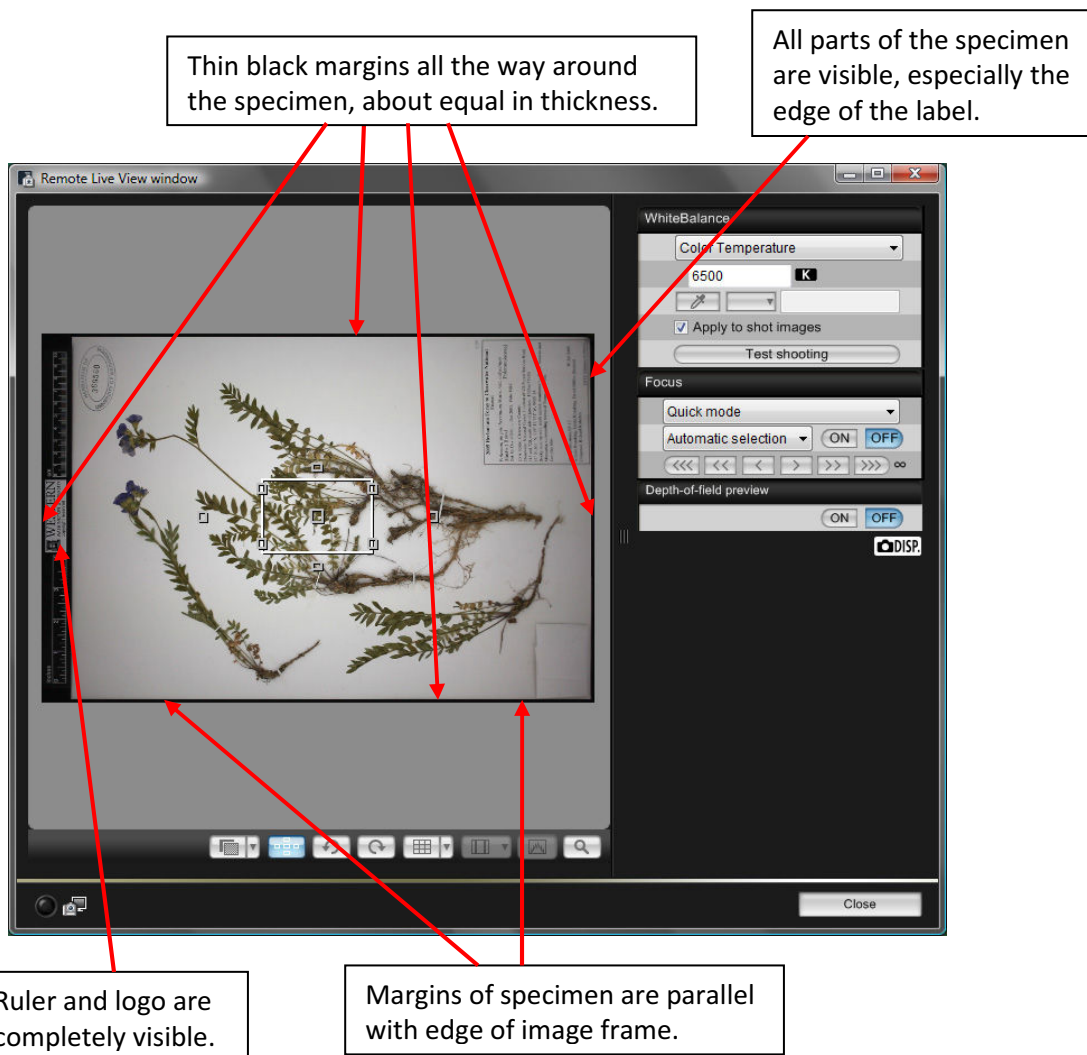 Thin black margins all the way around
the specimen, about equal in thickness.
All parts of the specimen
are visible, especially the
edge of the label.
Remote Live View window
WhiteBalance
Color Temperature
6500
K
Apply to shot images
Test shooting
Focus
Quick mode
Automatic selection
ON OFF
<<< << < > >> >>> ∞
Depth-of-field preview
ON OFF
DISP.
WESTERN
Close
Ruler and logo are
completely visible.
Margins of specimen are parallel
with edge of image frame.